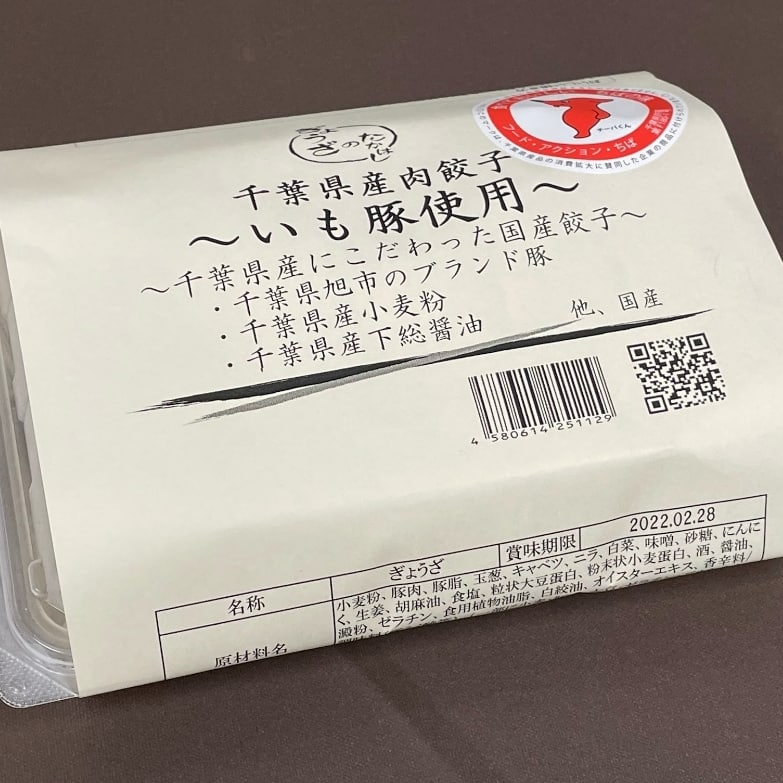 ぎょうざ
のたかはし
フード・アクション・ちば
チーバくん
千葉県産肉餃子
～いも豚使用～
～千葉県産にこだわった国産餃子～
・千葉県旭市のブランド豚
・千葉県産小麦粉
・千葉県産下総醤油 他、国産
4 580614 251129
名称 ぎょうざ 賞味期限 2022.02.28
原材料名
小麦粉、豚肉、豚脂、玉葱、キャベツ、ニラ、白菜、味噌、砂糖、にんに
く、生姜、胡麻油、食塩、粒状大豆蛋白、粉末状小麦蛋白、酒、醤油、
澱粉、ゼラチン、食用植物油脂、白絞油、オイスターエキス、香辛料/